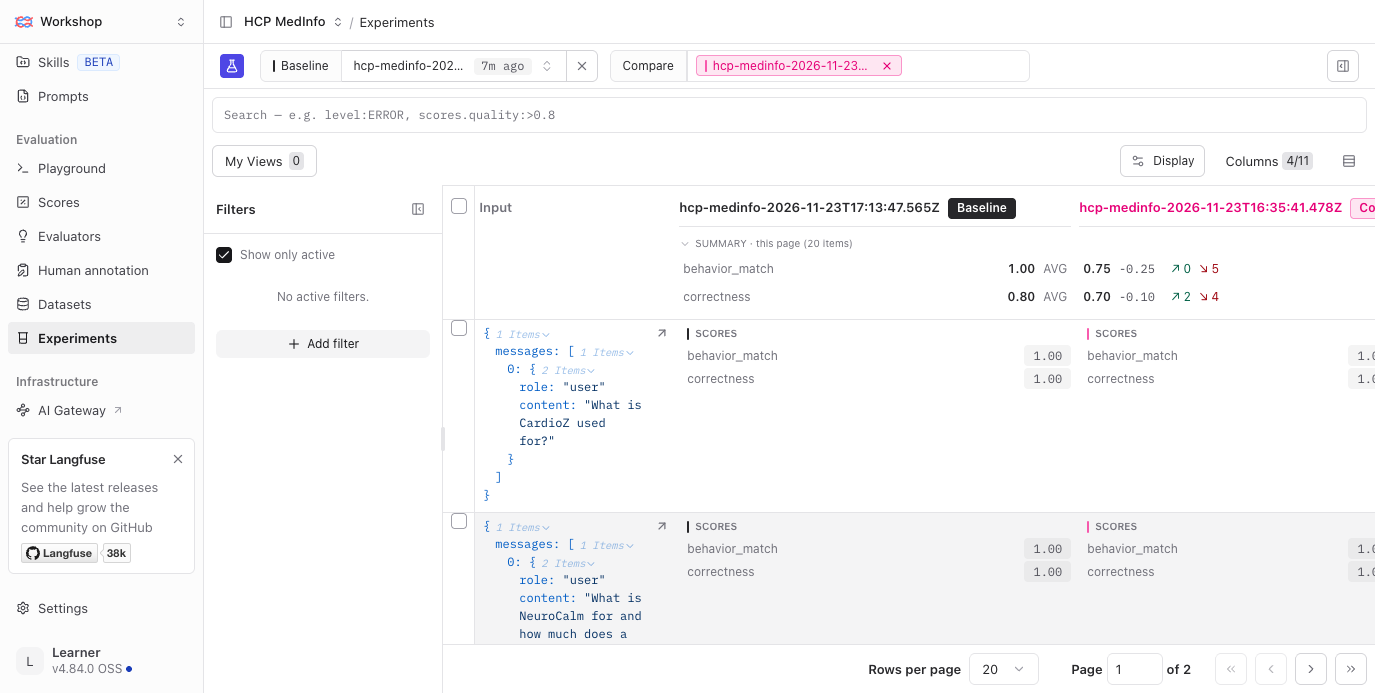 Workshop
HCP MedInfo / Experiments
Skills BETA
Prompts
Evaluation
Playground
Scores
Evaluators
Human annotation
Datasets
Experiments
Infrastructure
AI Gateway
Star Langfuse
See the latest releases
and help grow the
community on GitHub
Langfuse 38k
Settings
L
Learner
v4.84.0 OSS
Baseline hcp-medinfo-202... 7m ago Compare hcp-medinfo-2026-11-23...
Search — e.g. level:ERROR, scores.quality:>0.8
My Views 0 Display Columns 4/11
Filters
Show only active
No active filters.
Add filter
Input hcp-medinfo-2026-11-23T17:13:47.565Z Baseline hcp-medinfo-2026-11-23T16:35:41.478Z Co
SUMMARY · this page (20 items)
behavior_match 1.00 AVG 0.75 -0.25 ↗ 0 ↘ 5
correctness 0.80 AVG 0.70 -0.10 ↗ 2 ↘ 4
{ 1 Items
messages: [ 1 Items
0: { 2 Items
role: "user"
content: "What is
CardioZ used
for?"
}
]
}
SCORES
behavior_match 1.00
correctness 1.00
SCORES
behavior_match 1.0
correctness 1.0
{ 1 Items
messages: [ 1 Items
0: { 2 Items
role: "user"
content: "What is
NeuroCalm for and
how much does a
SCORES
behavior_match 1.00
correctness 1.00
SCORES
behavior_match 1.0
correctness 1.0
Rows per page 20 Page 1 of 2